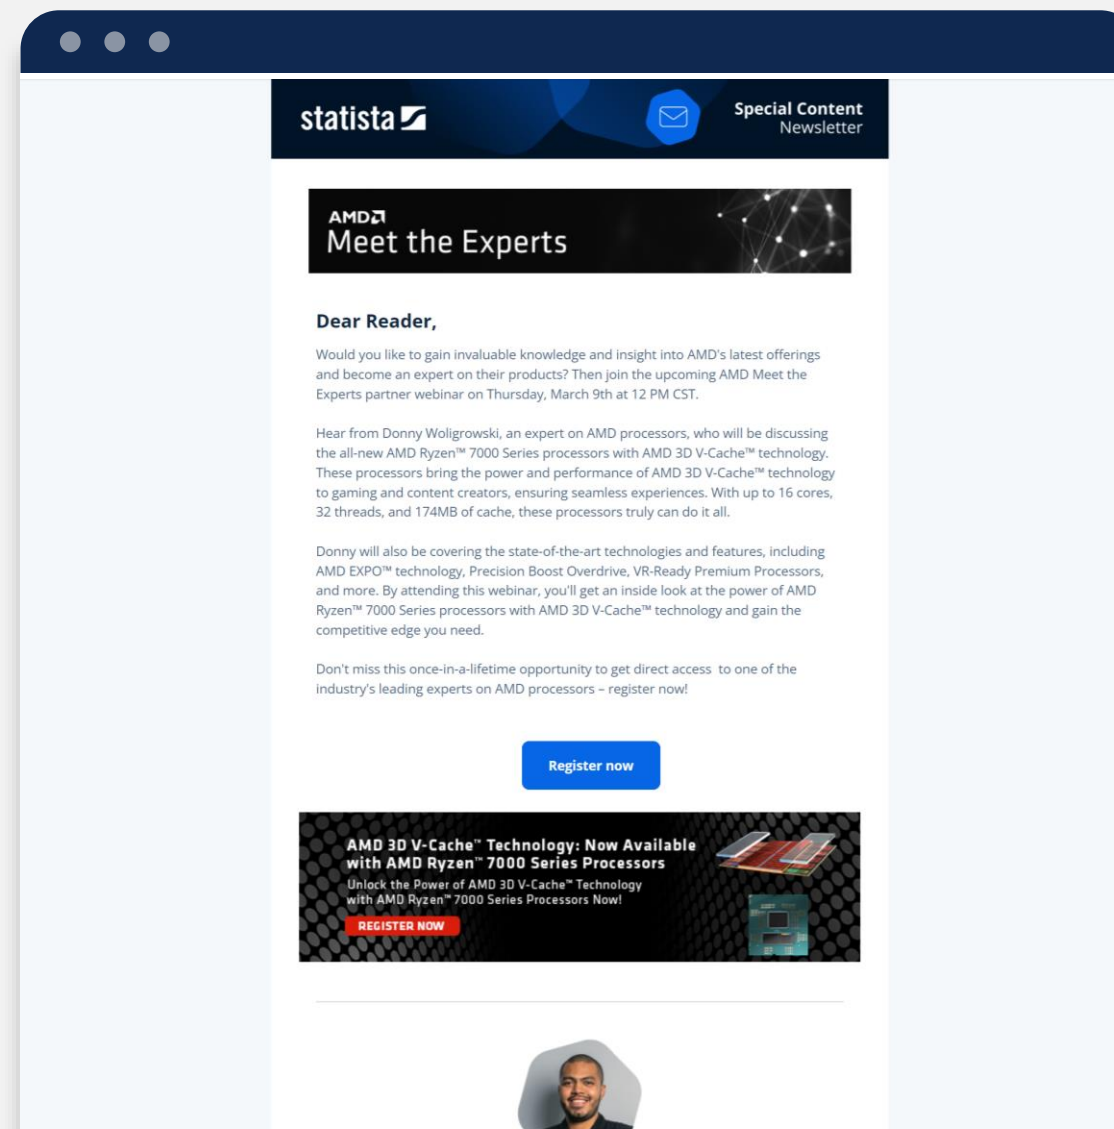 statista
Special Content
Newsletter
AMD
Meet the Experts
Dear Reader,
Would you like to gain invaluable knowledge and insight into AMD's latest offerings
and become an expert on their products? Then join the upcoming AMD Meet the
Experts partner webinar on Thursday, March 9th at 12 PM CST.
Hear from Donny Woligrowski, an expert on AMD processors, who will be discussing
the all-new AMD Ryzen™ 7000 Series processors with AMD 3D V-Cache™ technology.
These processors bring the power and performance of AMD 3D V-Cache™ technology
to gaming and content creators, ensuring seamless experiences. With up to 16 cores,
32 threads, and 174MB of cache, these processors truly can do it all.
Donny will also be covering the state-of-the-art technologies and features, including
AMD EXPO™ technology, Precision Boost Overdrive, VR-Ready Premium Processors,
and more. By attending this webinar, you'll get an inside look at the power of AMD
Ryzen™ 7000 Series processors with AMD 3D V-Cache™ technology and gain the
competitive edge you need.
Don't miss this once-in-a-lifetime opportunity to get direct access  to one of the
industry's leading experts on AMD processors – register now!
Register now
AMD 3D V-Cache™ Technology: Now Available
with AMD Ryzen™ 7000 Series Processors
Unlock the Power of AMD 3D V-Cache™ Technology
with AMD Ryzen™ 7000 Series Processors Now!
REGISTER NOW